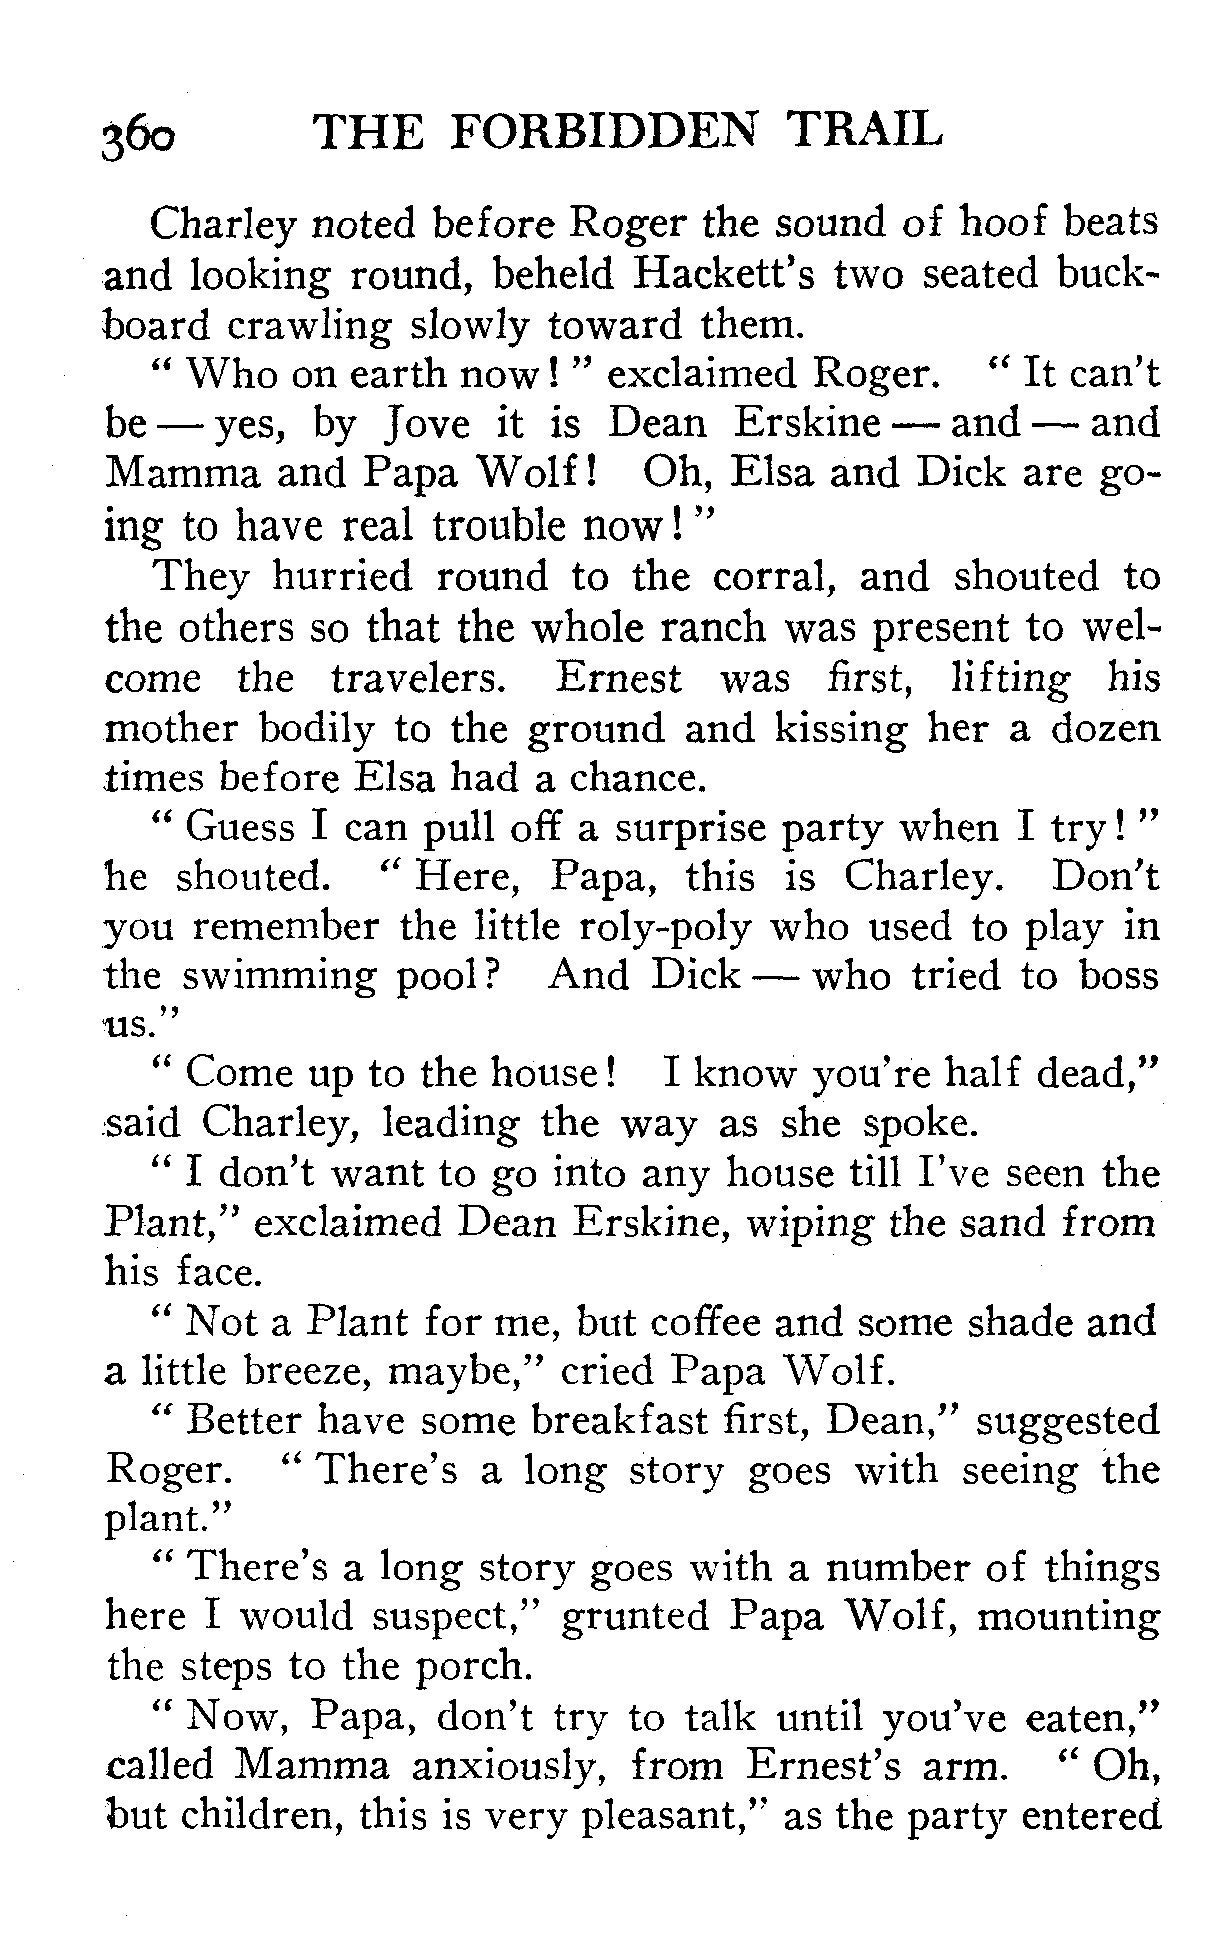 360 THE FORBIDDEN TRAIL
Charley noted before Roger the sound of hoof beats
and looking round, beheld Hackett's two seated buck-
board crawling slowly toward them.
" Who on earth now! " exclaimed Roger. " It can't
be — yes, by Jove it is Dean Erskine — and — and
Mamma and Papa Wolf! Oh, Elsa and Dick are go-
ing to have real trouble now! "
They hurried round to the corral, and shouted to
the others so that the whole ranch was present to wel-
come the travelers. Ernest was first, lifting his
mother bodily to the ground and kissing her a dozen
times before Elsa had a chance.
" Guess I can pull off a surprise party when I try! "
he shouted. " Here, Papa, this is Charley. Don't
you remember the little roly-poly who used to play in
the swimming pool? And Dick — who tried to boss
us."
" Come up to the house! I know you're half dead,"
said Charley, leading the way as she spoke.
" I don't want to go into any house till I've seen the
Plant," exclaimed Dean Erskine, wiping the sand from
his face.
" Not a Plant for me, but coffee and some shade and
a little breeze, maybe," cried Papa Wolf.
" Better have some breakfast first, Dean," suggested
Roger. " There's a long story goes with seeing the
plant."
" There's a long story goes with a number of things
here I would suspect," grunted Papa Wolf, mounting
the steps to the porch.
" Now, Papa, don't try to talk until you've eaten,"
called Mamma anxiously, from Ernest's arm. " Oh,
but children, this is very pleasant," as the party entered